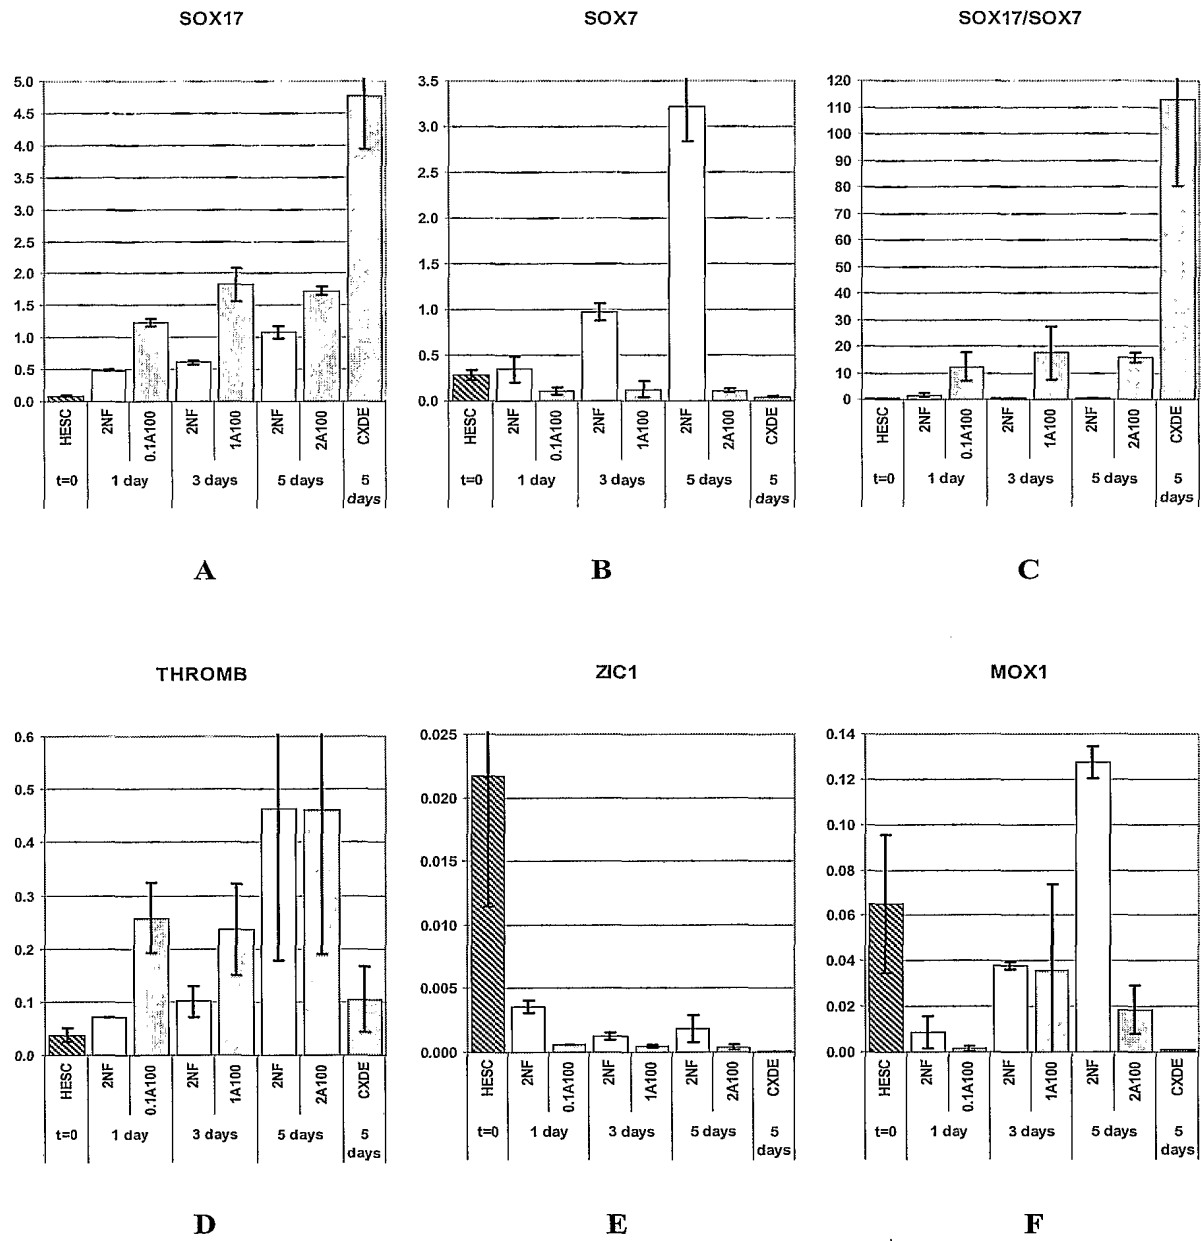 SOX17
5.0
4.5
4.0
3.5
3.0
2.5
2.0
1.5
1.0
0.5
0.0
HESC
2NF
0.1A100
2NF
1A100
2NF
2A100
CXDE
t=0
1 day
3 days
5 days
5
days
A
SOX7
3.5
3.0
2.5
2.0
1.5
1.0
0.5
0.0
HESC
2NF
0.1A100
2NF
1A100
2NF
2A100
CXDE
t=0
1 day
3 days
5 days
5
days
B
SOX17/SOX7
120
110
100
90
80
70
60
50
40
30
20
10
0
HESC
2NF
0.1A100
2NF
1A100
2NF
2A100
CXDE
t=0
1 day
3 days
5 days
5
days
C
THROMB
0.6
0.5
0.4
0.3
0.2
0.1
0.0
HESC
2NF
0.1A100
2NF
1A100
2NF
2A100
CXDE
t=0
1 day
3 days
5 days
5
days
D
ZIC1
0.025
0.020
0.015
0.010
0.005
0.000
HESC
2NF
0.1A100
2NF
1A100
2NF
2A100
CXDE
t=0
1 day
3 days
5 days
5
days
E
MOX1
0.14
0.12
0.10
0.08
0.06
0.04
0.02
0.00
HESC
2NF
0.1A100
2NF
1A100
2NF
2A100
CXDE
t=0
1 day
3 days
5 days
5
days
F